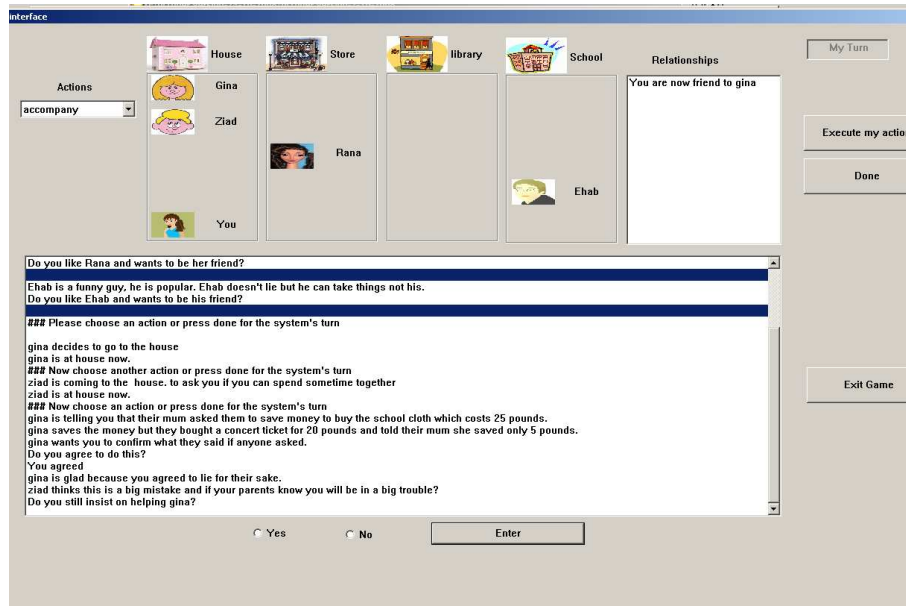 interface
House
Store
library
School
Relationships
My Turn
Actions
accompany
Gina
Ziad
Rana
Ehab
You
You are now friend to gina
Execute my actio
Done
Do you like Rana and wants to be her friend?
Ehab is a funny guy, he is popular. Ehab doesn't lie but he can take things not his.
Do you like Ehab and wants to be his friend?
### Please choose an action or press done for the system's turn
gina decides to go to the house
gina is at house now.
### Now choose another action or press done for the system's turn
ziad is coming to the  house. to ask you if you can spend sometime together
ziad is at house now.
### Now choose an action or press done for the system's turn
gina is telling you that their mum asked them to save money to buy the school cloth which costs 25 pounds.
gina saves the money but they bought a concert ticket for 20 pounds and told their mum she saved only 5 pounds.
gina wants you to confirm what they said if anyone asked.
Do you agree to do this?
You agreed
gina is glad because you agreed to lie for their sake.
ziad thinks this is a big mistake and if your parents know you will be in a big trouble?
Do you still insist on helping gina?
Exit Game
Yes
No
Enter